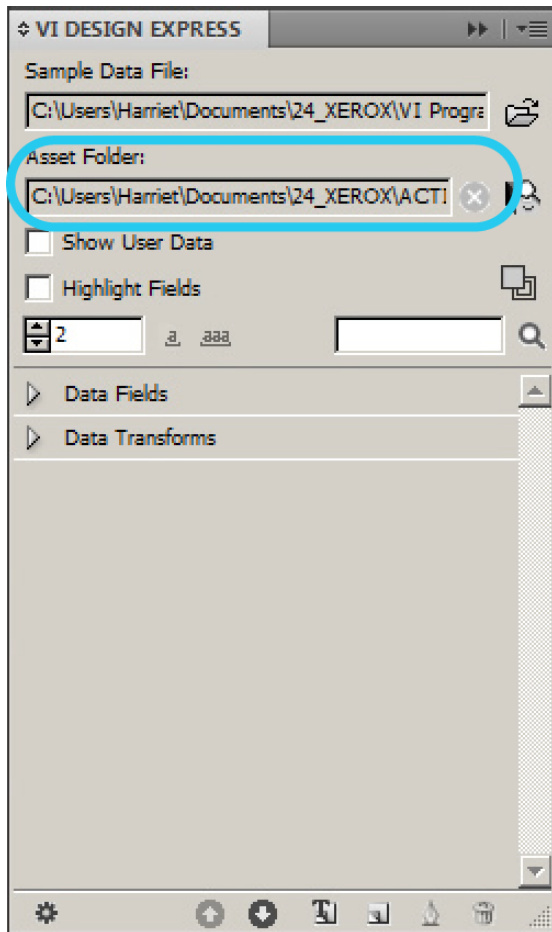 VI DESIGN EXPRESS
Sample Data File:
C:\Users\Harriet\Documents\24_XEROX\VI Progra
Asset Folder:
C:\Users\Harriet\Documents\24_XEROX\ACTI
Show User Data
Highlight Fields
2 a aaa
Data Fields
Data Transforms